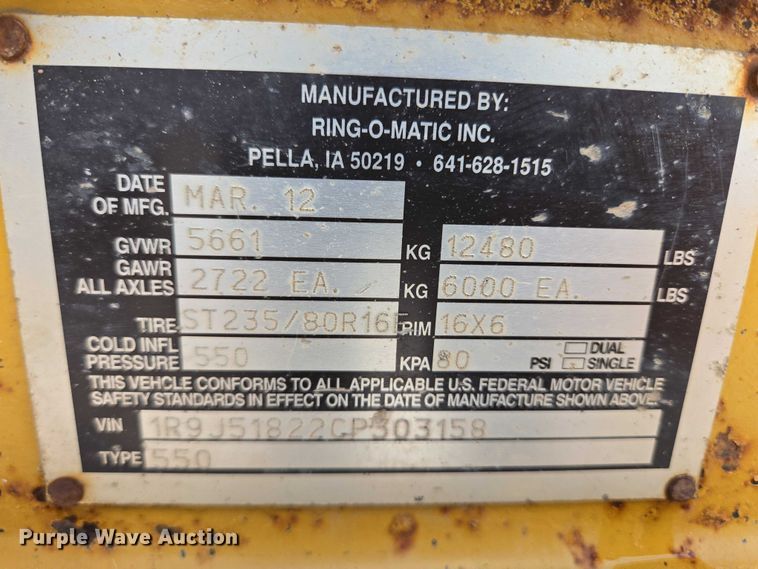 MANUFACTURED BY:
RING-O-MATIC INC.
PELLA, IA 50219 • 641-628-1515
DATE OF MFG. MAR. 12
GVWR 5661 KG 12480 LBS
GAWR ALL AXLES 2722 EA. KG 6000 EA. LBS
TIRE ST235/80R16E RIM 16X6
COLD INFL PRESSURE 550 KPA 80 PSI DUAL SINGLE
THIS VEHCLE CONFORMS TO ALL APPLICABLE U.S. FEDERAL MOTOR VEHICLE
SAFETY STANDARDS IN EFFECT ON THE DATE OF MANUFACTURE SHOWN ABOVE.
VIN 1R9J51822CP303158
TYPE 550
Purple Wave Auction